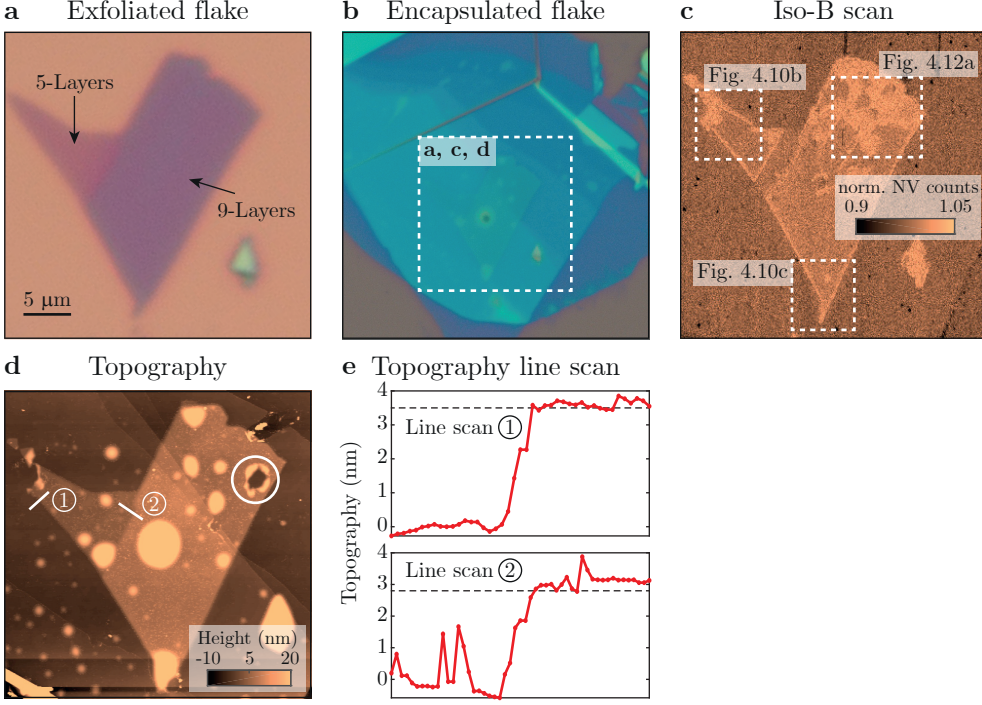 a Exfoliated flake
5-Layers
9-Layers
5 μm
b Encapsulated flake
a, c, d
c Iso-B scan
Fig. 4.10b
Fig. 4.12a
norm. NV counts
0.9 1.05
Fig. 4.10c
d Topography
1
2
Height (nm)
-10 5 20
e Topography line scan
Topography (nm)
4
3
2
1
0
Line scan 1
4
3
2
1
0
Line scan 2